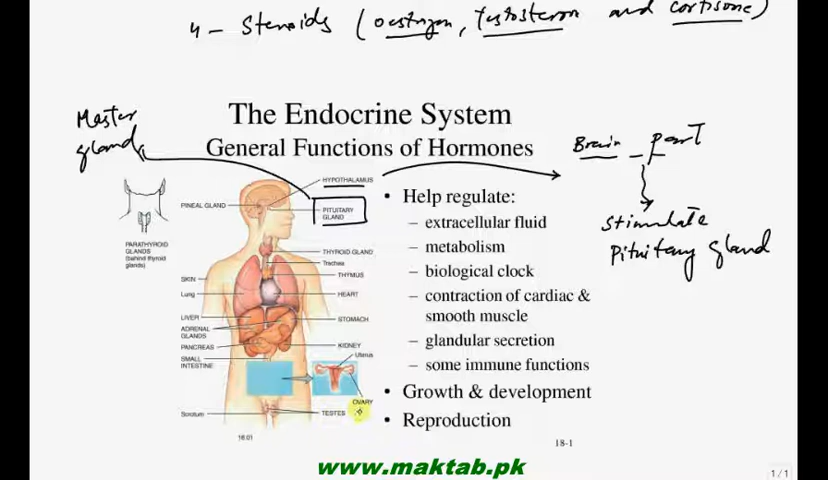 4 - Steroids (oestrogen, testosteron and cortisone)
Master
gland
The Endocrine System
General Functions of Hormones
Brain - part
stimulate
Pituitary gland
HYPOTHALAMUS
PINEAL GLAND
PITUITARY
GLAND
PARATHYROID
GLANDS
(behind thyroid
glands)
THYROID GLAND
Trachea
THYMUS
SKIN
Lung
HEART
LIVER
STOMACH
ADRENAL
GLANDS
PANCREAS
KIDNEY
SMALL
INTESTINE
Uterus
OVARY
Scrotum
TESTES
18.01
• Help regulate:
– extracellular fluid
– metabolism
– biological clock
– contraction of cardiac &
smooth muscle
– glandular secretion
– some immune functions
• Growth & development
• Reproduction
18-1
www.maktab.pk
1/1